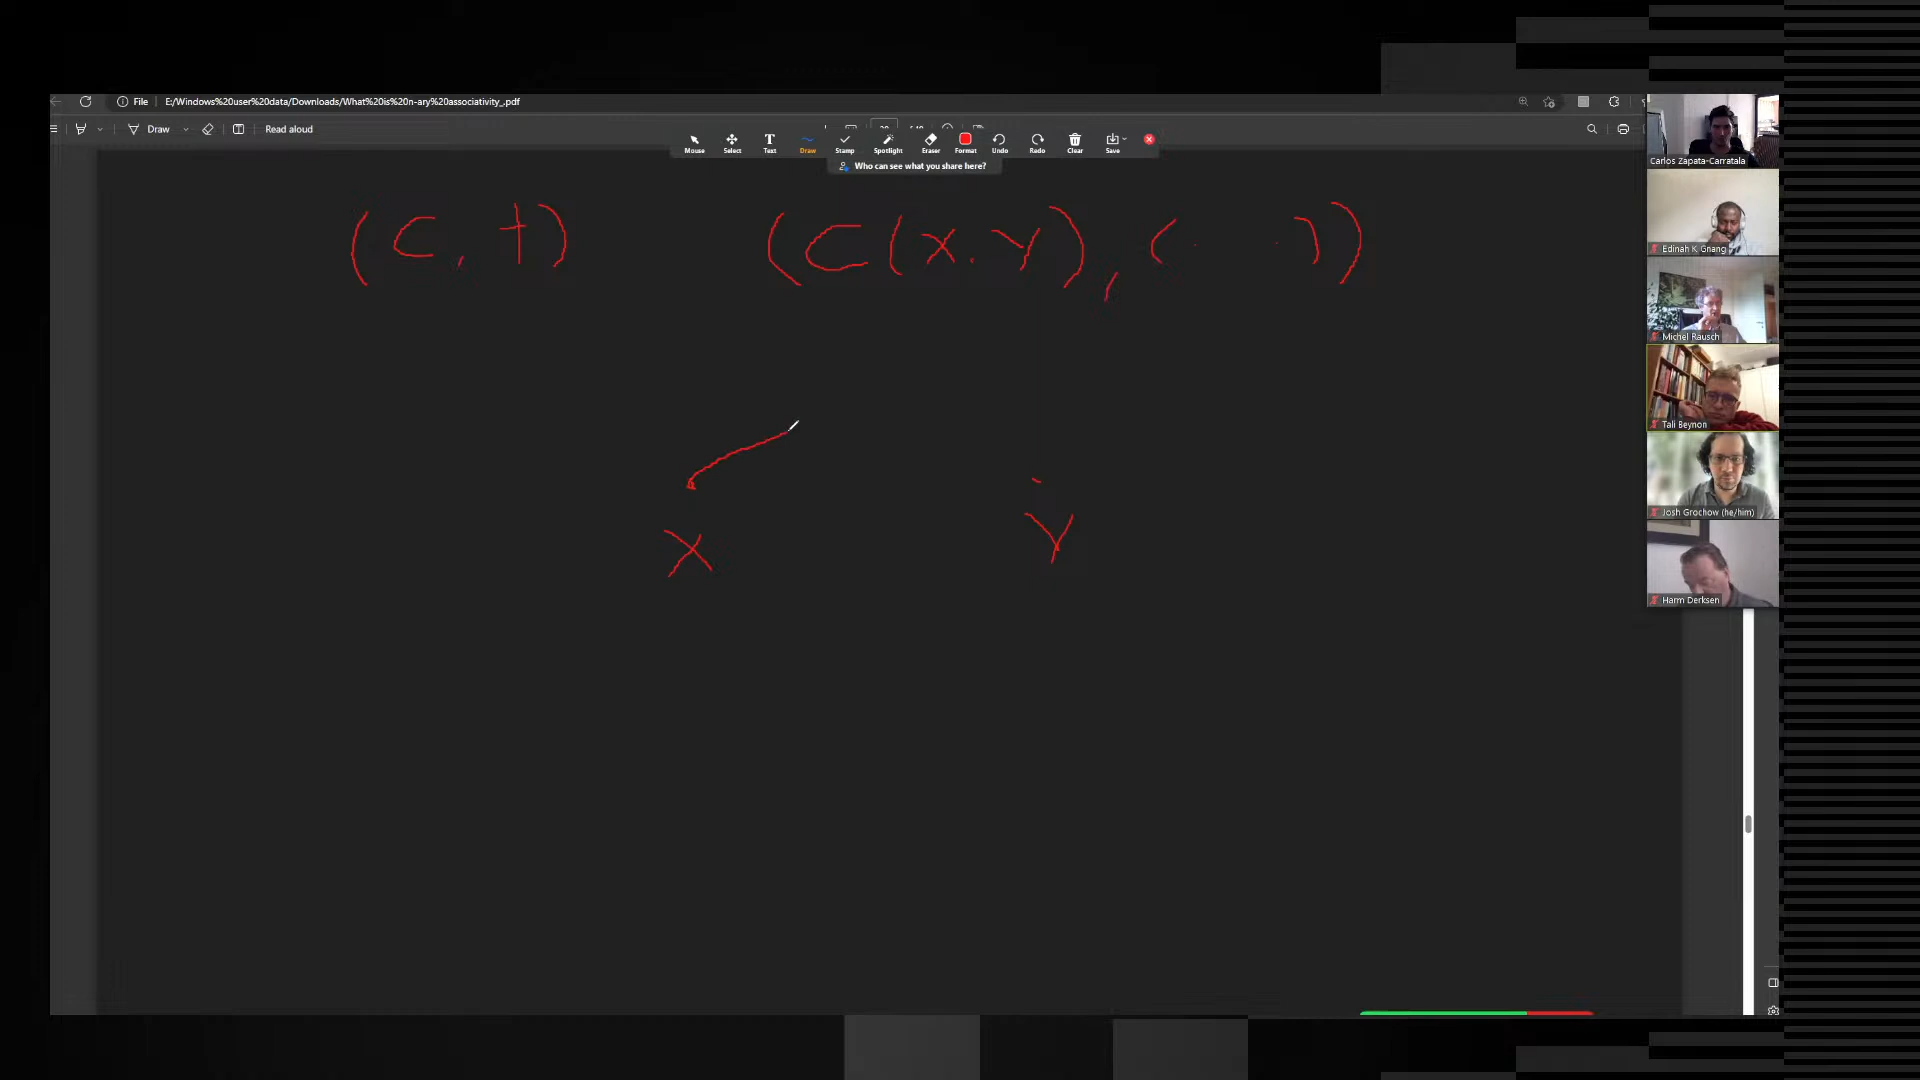 File E:/Windows%20user%20data/Downloads/What%20is%20n-ary%20associativity_.pdf
Draw Read aloud
Mouse Select Text Draw Stamp Spotlight Eraser Format Undo Redo Clear Save
Who can see what you share here?
(C, †) (C(X,Y), (· ·))
X Y
Carlos Zapata-Carratala
Edinah K Gnang
Michel Rausch
Tali Beynon
Josh Grochow (he/him)
Harm Derksen